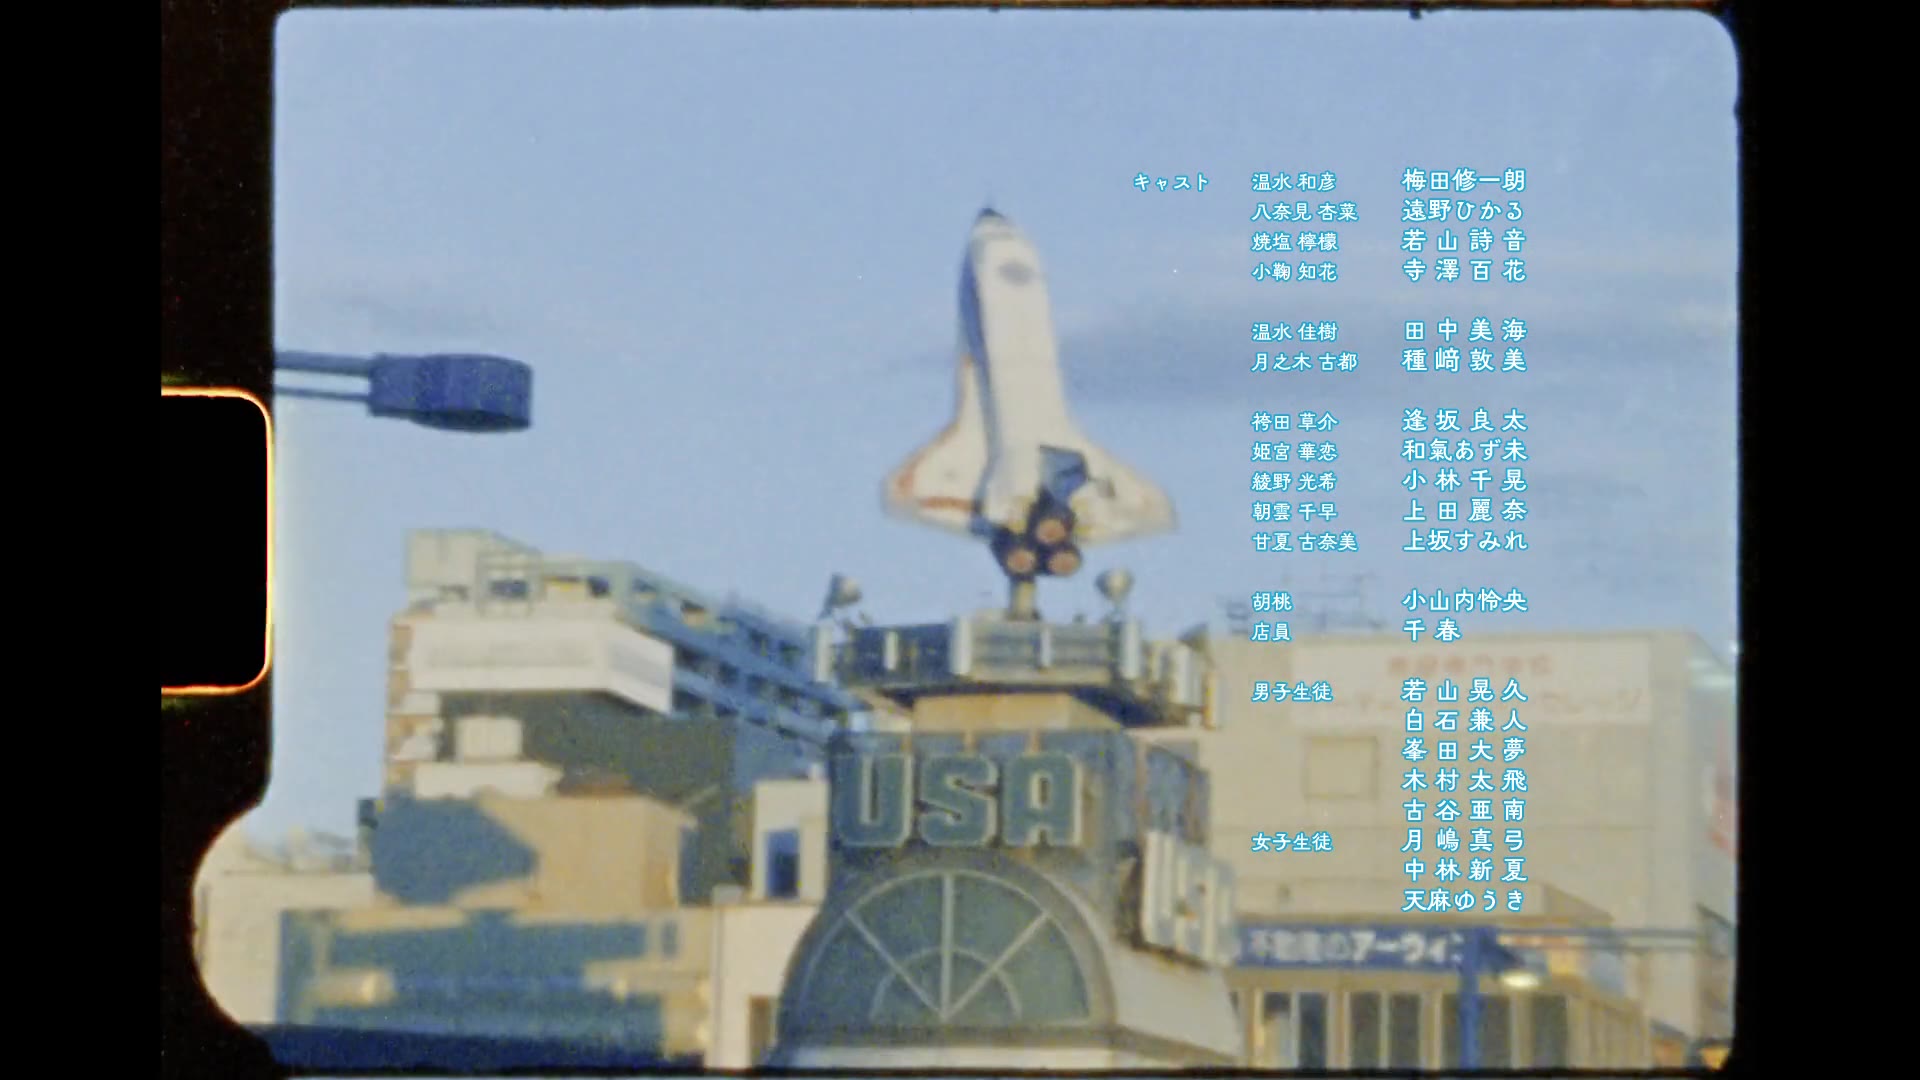 キャスト 温水 和彦 梅田修一朗
八奈見 杏菜 遠野ひかる
焼塩 檸檬 若山詩音
小鞠 知花 寺澤百花
温水 佳樹 田中美海
月之木 古都 種﨑敦美
袴田 草介 逢坂良太
姫宮 華恋 和氣あず未
綾野 光希 小林千晃
朝雲 千早 上田麗奈
甘夏 古奈美 上坂すみれ
胡桃 小山内怜央
店員 千春
男子生徒 若山晃久
白石兼人
峯田大夢
木村太飛
古谷亜南
女子生徒 月嶋真弓
中林新夏
天麻ゆうき
USA
不動産のアーウィン